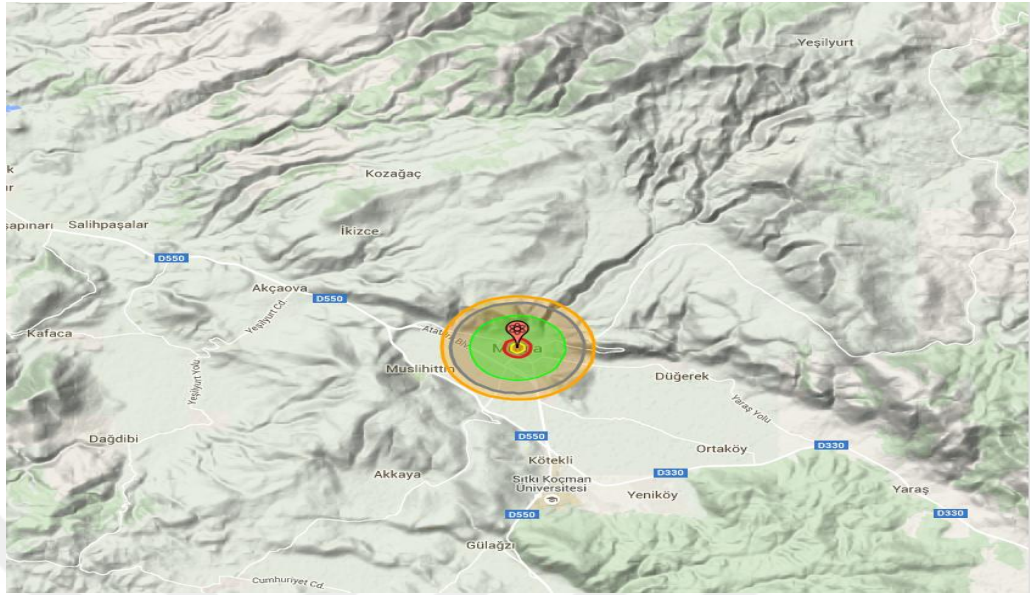 Yeşilyurt
Kozağaç
Salihpaşalar
İkizce
D550
Akçaova
D550
Yeşilyurt Cd.
Kafaca
Muslihittin
Düğerek
Yeşilyurt Yolu
Yaraş Yolu
Dağdibi
D550
D330
Ortaköy
Kötekli
Akkaya
D330
Sıtkı Koçman
Üniversitesi
Yeniköy
Yaraş
D550
D330
Gülağzı
Cumhuriyet Cd.